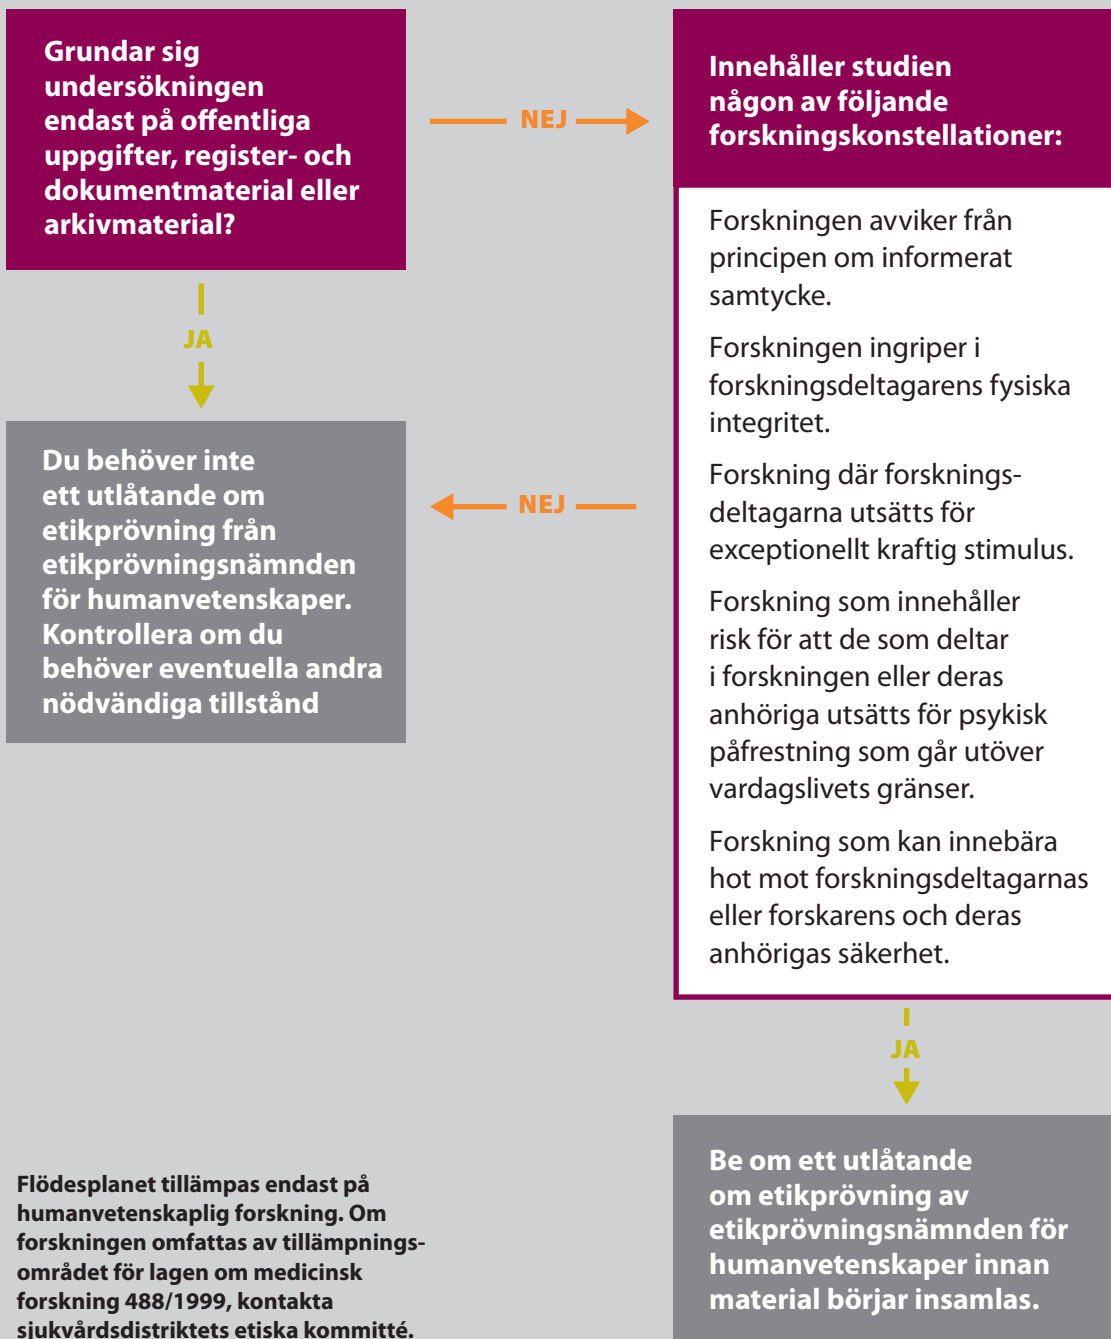 Grundar sig
undersökningen
endast på offentliga
uppgifter, register- och
dokumentmaterial eller
arkivmaterial?
NEJ
Innehåller studien
någon av följande
forskningskonstellationer:
Forskningen avviker från
principen om informerat
samtycke.
Forskningen ingriper i
forskningsdeltagarens fysiska
integritet.
Forskning där forsknings-
deltagarna utsätts för
exceptionellt kraftig stimulus.
Forskning som innehåller
risk för att de som deltar
i forskningen eller deras
anhöriga utsätts för psykisk
påfrestning som går utöver
vardagslivets gränser.
Forskning som kan innebära
hot mot forskningsdeltagarnas
eller forskarens och deras
anhörigas säkerhet.
JA
NEJ
Du behöver inte
ett utlåtande om
etikprövning från
etikprövningsnämnden
för humanvetenskaper.
Kontrollera om du
behöver eventuella andra
nödvändiga tillstånd
JA
Be om ett utlåtande
om etikprövning av
etikprövningsnämnden för
humanvetenskaper innan
material börjar insamlas.
Flödesplanet tillämpas endast på
humanvetenskaplig forskning. Om
forskningen omfattas av tillämpnings-
området för lagen om medicinsk
forskning 488/1999, kontakta
sjukvårdsdistriktets etiska kommitté.